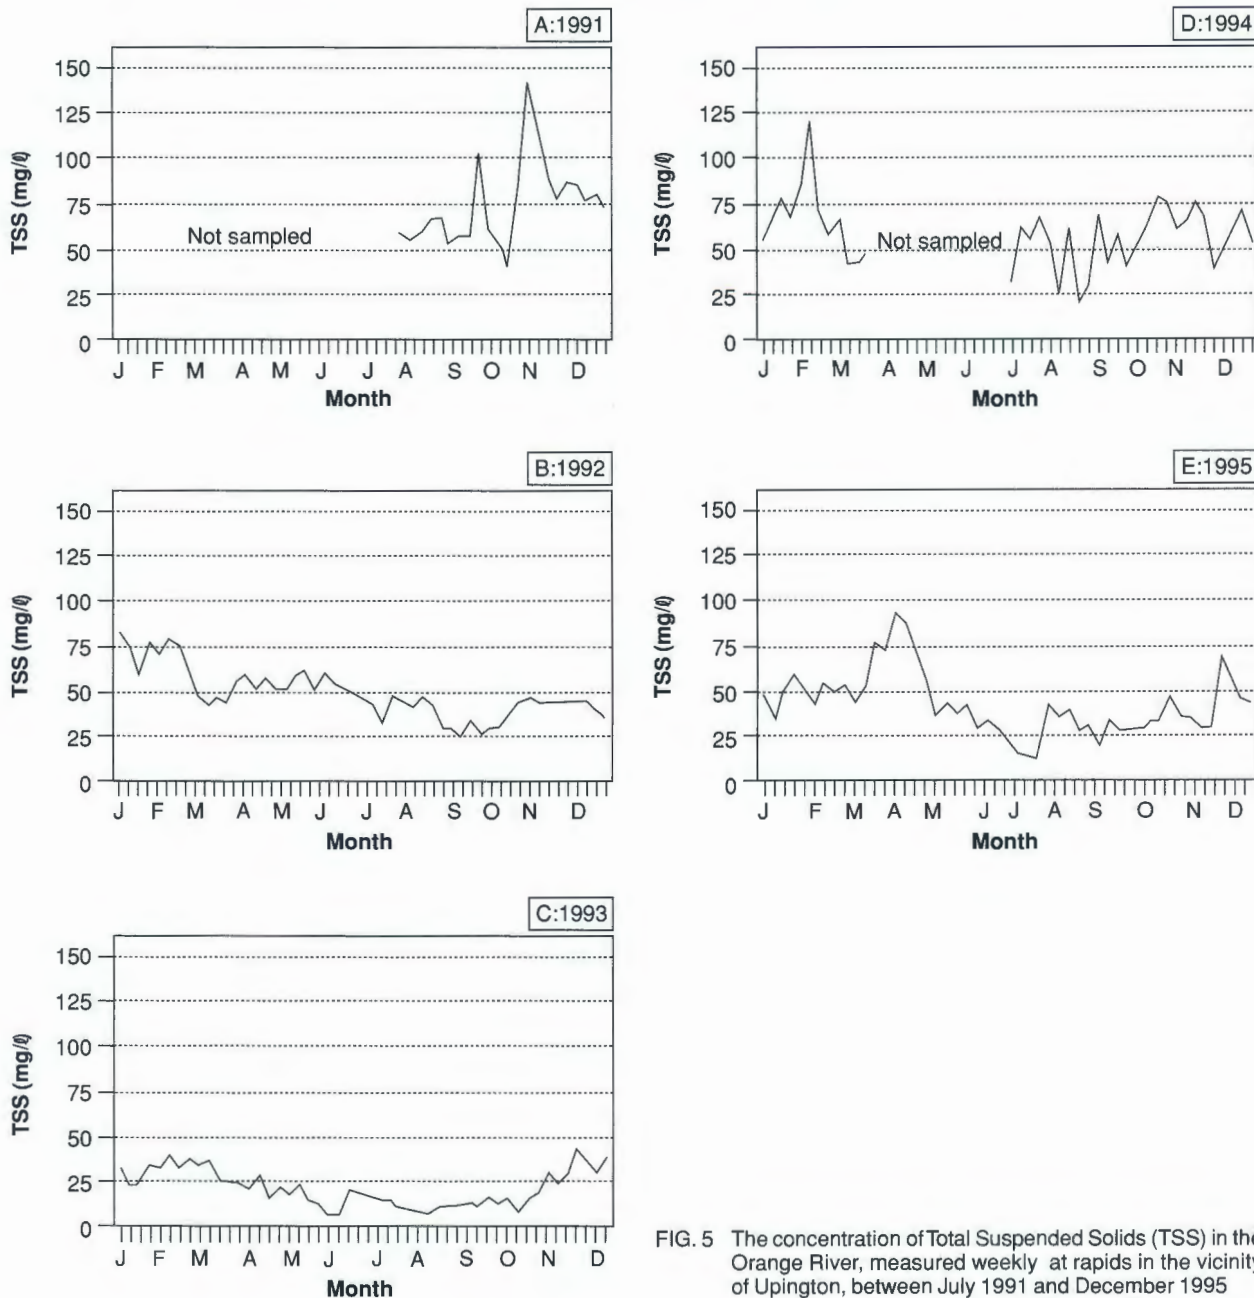 A:1991
150
125
100
75
50
25
0
TSS (mg/ℓ)
Not sampled
J F M A M J J A S O N D
Month
D:1994
150
125
100
75
50
25
0
TSS (mg/ℓ)
Not sampled
J F M A M J J A S O N D
Month
B:1992
150
125
100
75
50
25
0
TSS (mg/ℓ)
J F M A M J J A S O N D
Month
E:1995
150
125
100
75
50
25
0
TSS (mg/ℓ)
J F M A M J J A S O N D
Month
C:1993
150
125
100
75
50
25
0
TSS (mg/ℓ)
J F M A M J J A S O N D
Month
FIG. 5 The concentration of Total Suspended Solids (TSS) in the
Orange River, measured weekly at rapids in the vicinity
of Upington, between July 1991 and December 1995